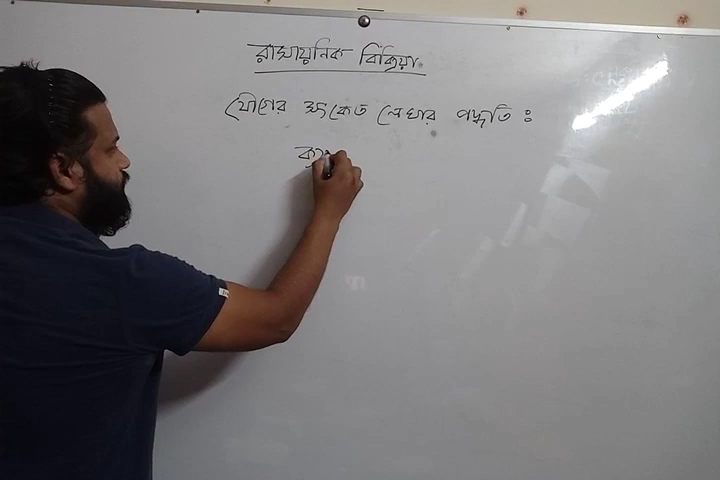 রাসায়নিক বিক্রিয়া
যৌগের সংকেত লেখার পদ্ধতি :